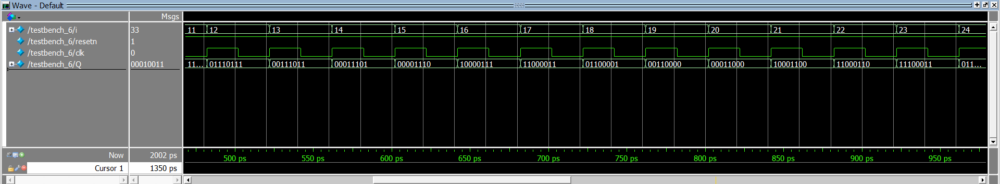 Wave - Default
Msgs
/testbench_6/i 33 11 12 13 14 15 16 17 18 19 20 21 22 23 24
/testbench_6/resetn 1
/testbench_6/clk 0
/testbench_6/Q 00010011 11... 01110111 00111011 00011101 00001110 10000111 11000011 01100001 00110000 00011000 10001100 11000110 11100011 011...
Now 2002 ps 500 ps 550 ps 600 ps 650 ps 700 ps 750 ps 800 ps 850 ps 900 ps 950 ps
Cursor 1 1350 ps